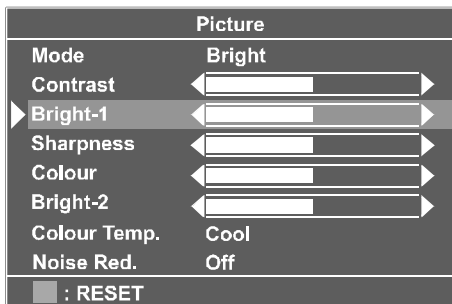 Picture
Mode Bright
Contrast
Bright-1
Sharpness
Colour
Bright-2
Colour Temp. Cool
Noise Red. Off
: RESET